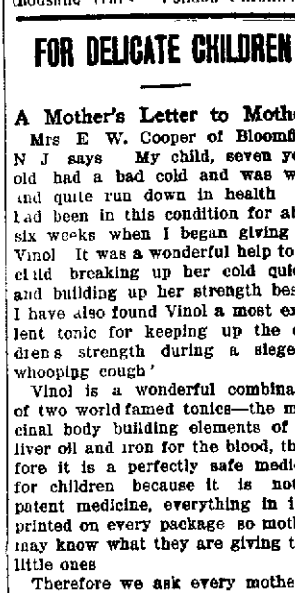 FOR DELICATE CHILDREN
A Mother's Letter to Moth
Mrs E W. Cooper of Bloomf
N J says My child, seven y
old had a bad cold and was w
and quite run down in health
had been in this condition for al
six weeks when I began giving
Vinol It was a wonderful help to
child breaking up her cold quic
and building up her strength bes
I have also found Vinol a most ex
lent tonic for keeping up the
drens strength during a siege
whooping cough'
Vinol is a wonderful combina
of two world famed tonics—the m
cinal body building elements of
liver oil and iron for the blood, th
fore it is a perfectly safe medi
for children because it is not
patent medicine, everything in i
printed on every package so moth
may know what they are giving t
little ones
Therefore we ask every mothe